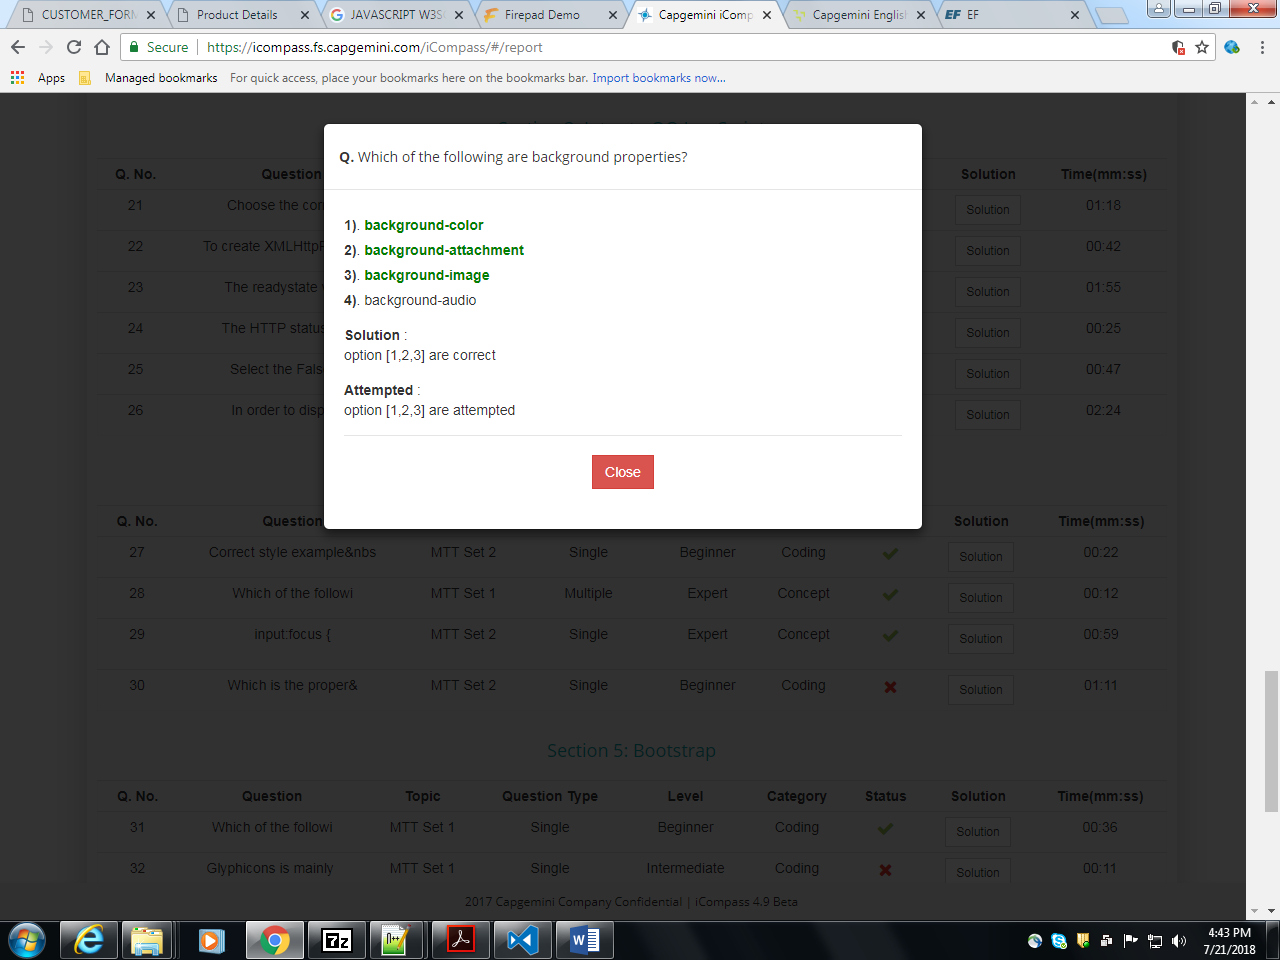 CUSTOMER_FORM
Product Details
JAVASCRIPT W3S
Firepad Demo
Capgemini iComp
Capgemini English
EF EF
Secure https://icompass.fs.capgemini.com/iCompass/#/report
Apps Managed bookmarks For quick access, place your bookmarks here on the bookmarks bar. Import bookmarks now...
Q. Which of the following are background properties?
1). background-color
2). background-attachment
3). background-image
4). background-audio
Solution :
option [1,2,3] are correct
Attempted :
option [1,2,3] are attempted
Close
Q. No. Question Solution Time(mm:ss)
21 Choose the cor Solution 01:18
22 To create XMLHttpR Solution 00:42
23 The readystate Solution 01:55
24 The HTTP status Solution 00:25
25 Select the Fals Solution 00:47
26 In order to disp Solution 02:24
Q. No. Question Solution Time(mm:ss)
27 Correct style example&nbs MTT Set 2 Single Beginner Coding Solution 00:22
28 Which of the followi MTT Set 1 Multiple Expert Concept Solution 00:12
29 input:focus { MTT Set 2 Single Expert Concept Solution 00:59
30 Which is the proper& MTT Set 2 Single Beginner Coding Solution 01:11
Section 5: Bootstrap
Q. No. Question Topic Question Type Level Category Status Solution Time(mm:ss)
31 Which of the followi MTT Set 1 Single Beginner Coding Solution 00:36
32 Glyphicons is mainly MTT Set 1 Single Intermediate Coding Solution 00:11
2017 Capgemini Company Confidential | iCompass 4.9 Beta
7z
4:43 PM
7/21/2018